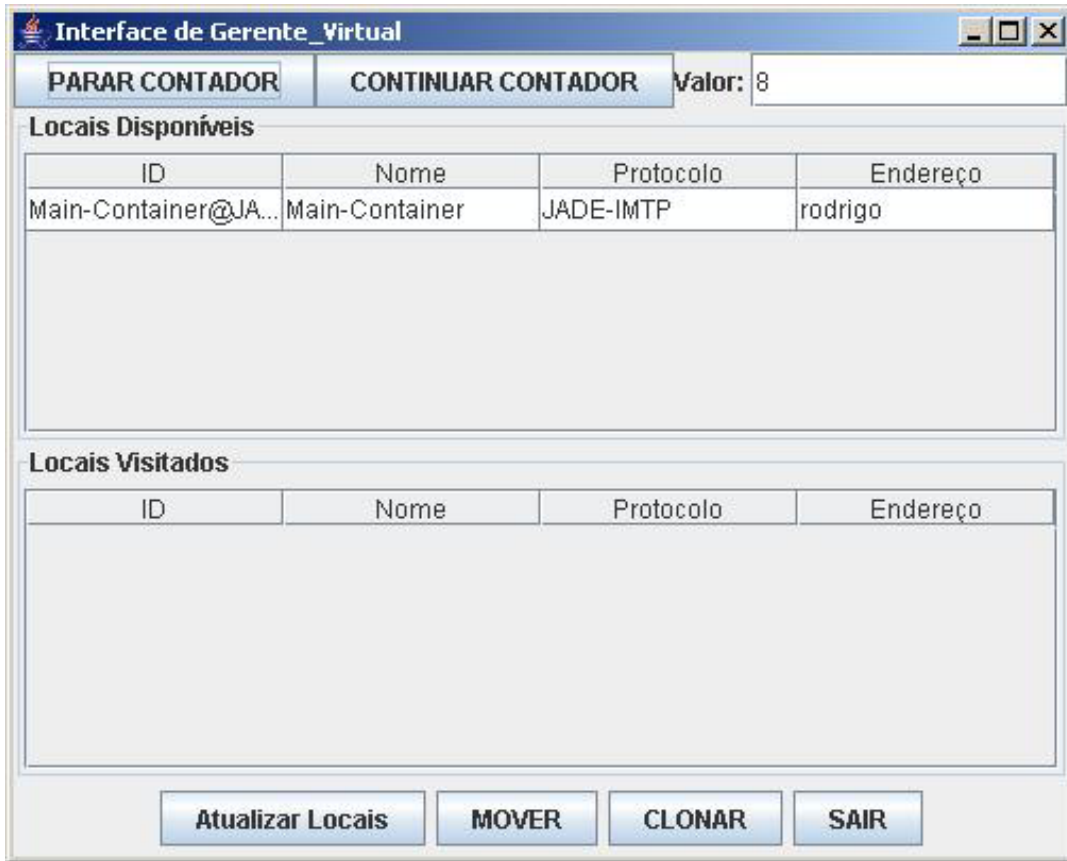 Interface de Gerente_Virtual
PARAR CONTADOR CONTINUAR CONTADOR Valor: 8
Locais Disponíveis
ID Nome Protocolo Endereço
Main-Container@JA... Main-Container JADE-IMTP rodrigo
Locais Visitados
ID Nome Protocolo Endereço
Atualizar Locais MOVER CLONAR SAIR